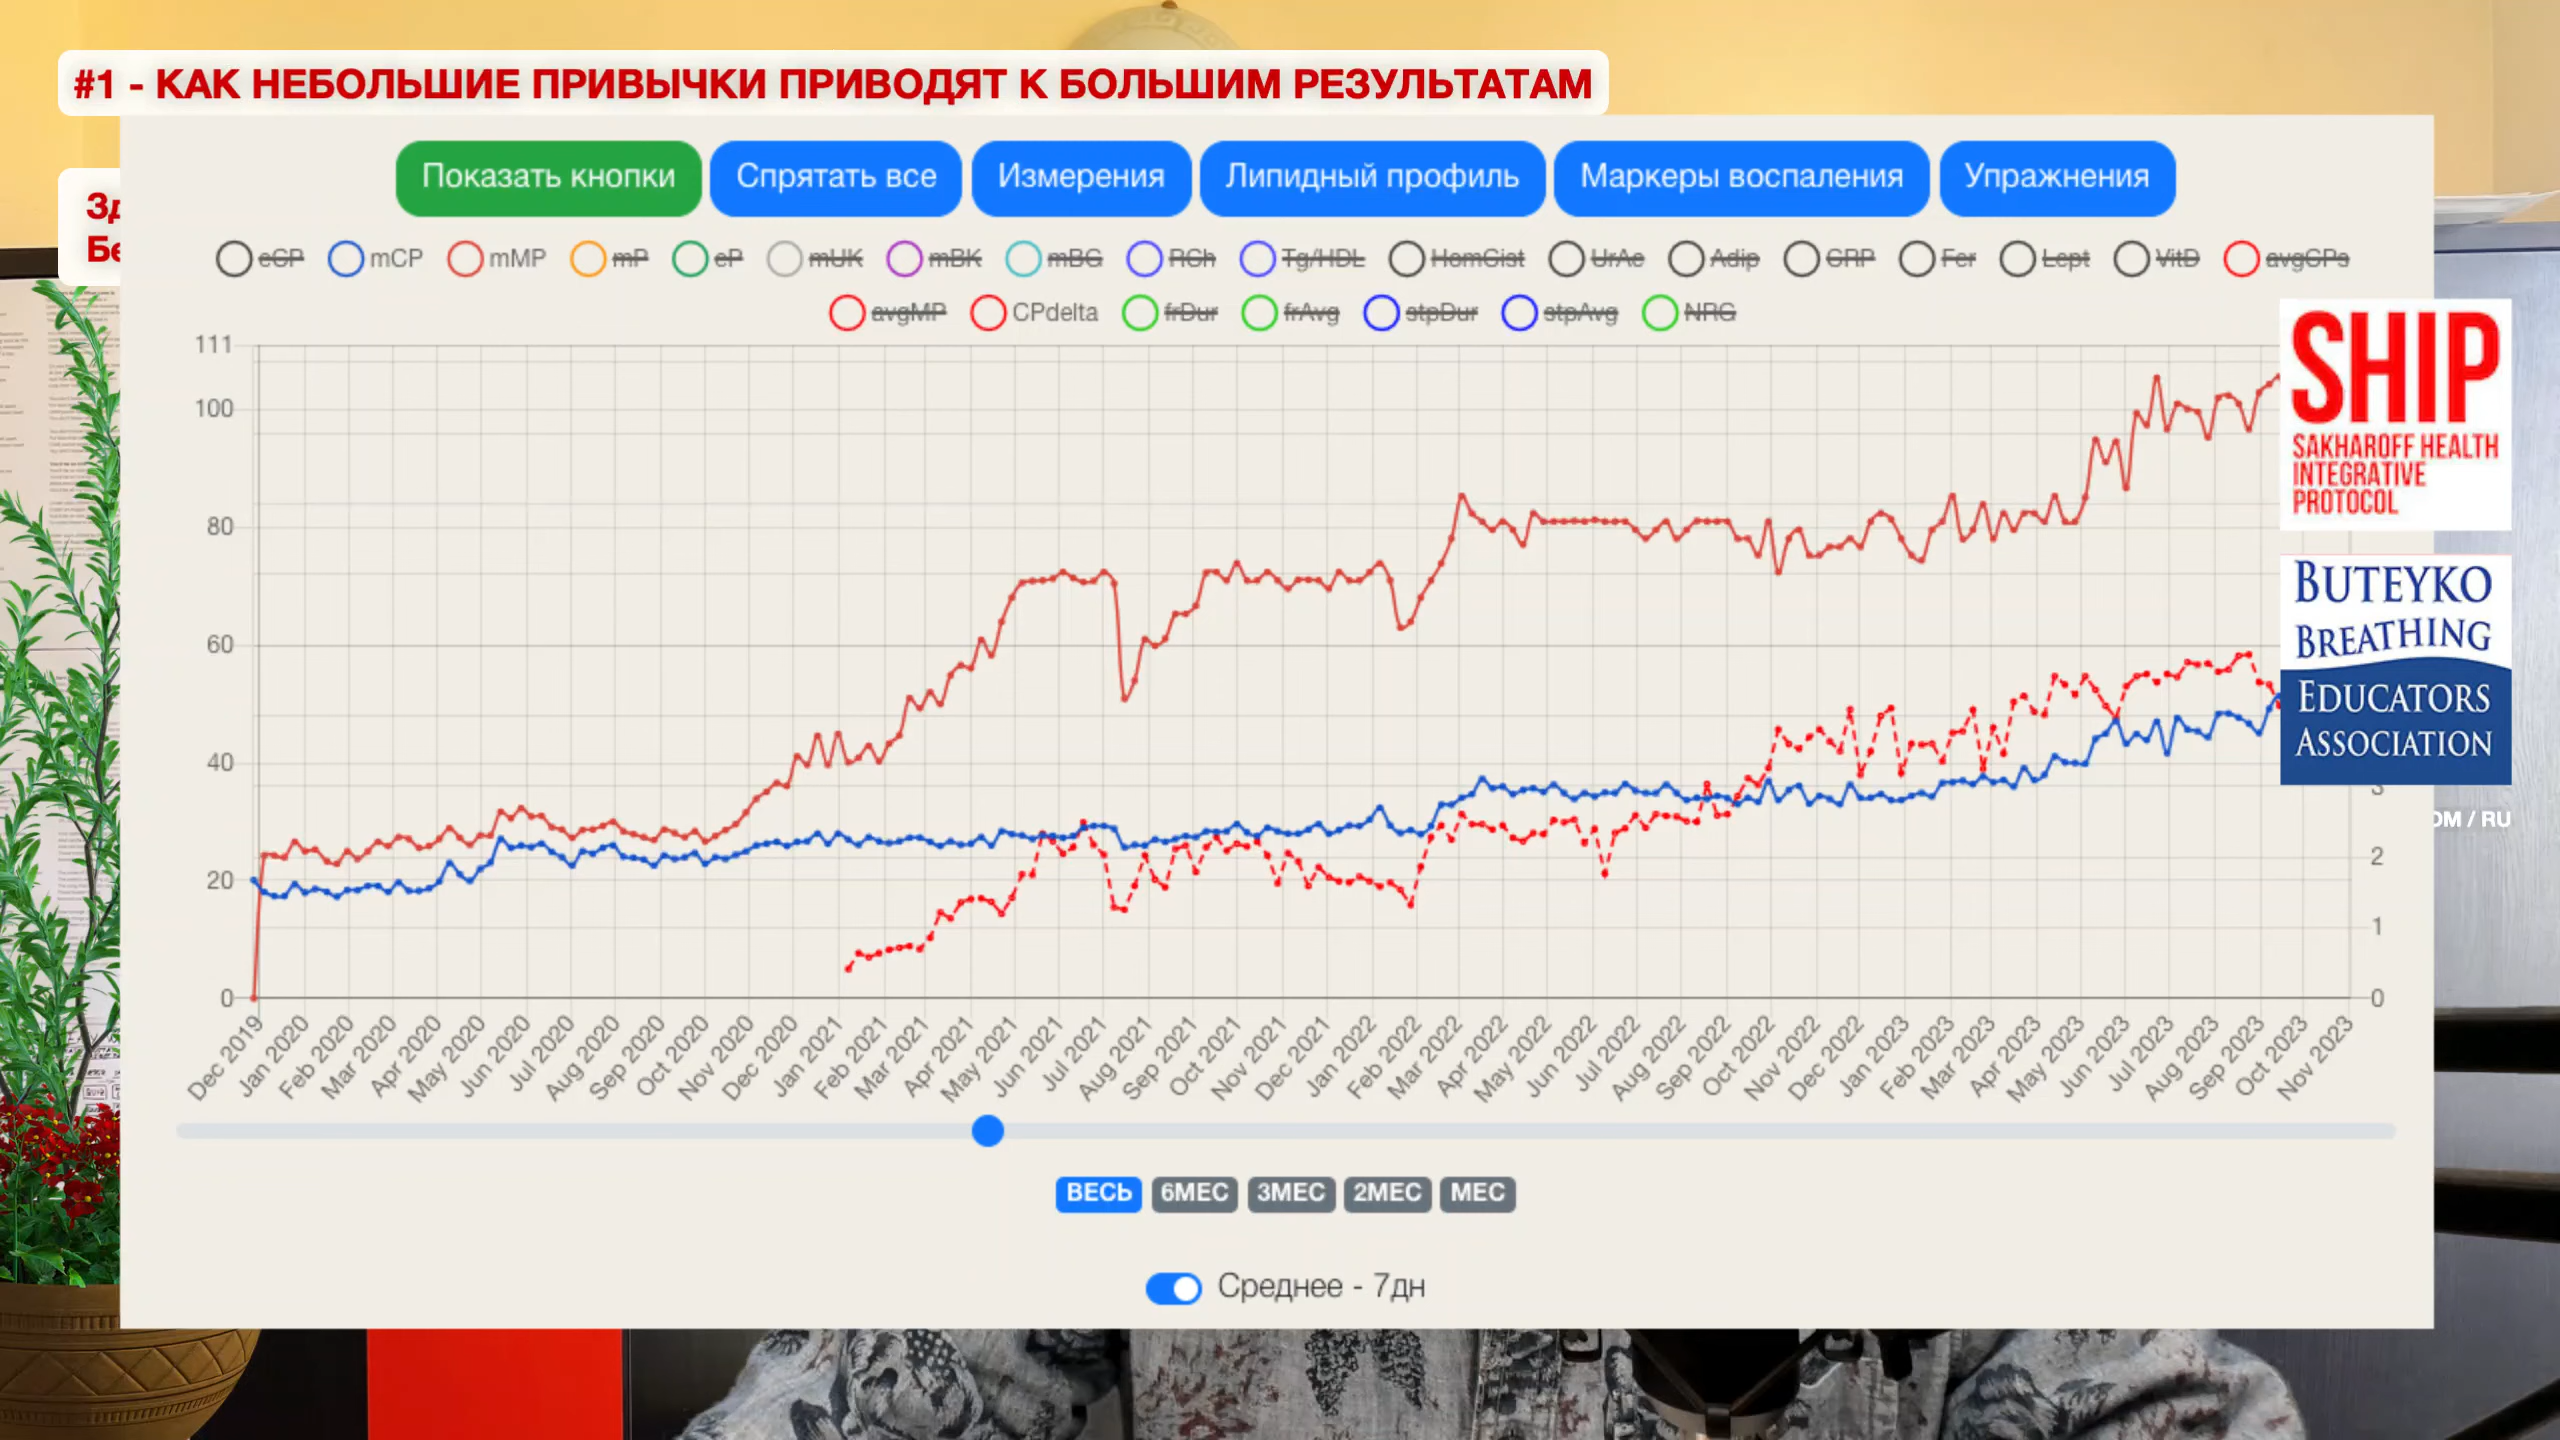 #1 - КАК НЕБОЛЬШИЕ ПРИВЫЧКИ ПРИВОДЯТ К БОЛЬШИМ РЕЗУЛЬТАТАМ
Показать кнопки Спрятать все Измерения Липидный профиль Маркеры воспаления Упражнения
eCP mCP mMP mP eP mUK mBK mBG RCh Tg/HDL HomCist UrAc Adip CRP Fer Lept VitD avgCPs
avgMP CPdelta frDur frAvg stpDur stpAvg NRG
111
100
80
60
40
20
0
3
2
1
0
Dec 2019 Jan 2020 Feb 2020 Mar 2020 Apr 2020 May 2020 Jun 2020 Jul 2020 Aug 2020 Sep 2020 Oct 2020 Nov 2020 Dec 2020 Jan 2021 Feb 2021 Mar 2021 Apr 2021 May 2021 Jun 2021 Jul 2021 Aug 2021 Sep 2021 Oct 2021 Nov 2021 Dec 2021 Jan 2022 Feb 2022 Mar 2022 Apr 2022 May 2022 Jun 2022 Jul 2022 Aug 2022 Sep 2022 Oct 2022 Nov 2022 Dec 2022 Jan 2023 Feb 2023 Mar 2023 Apr 2023 May 2023 Jun 2023 Jul 2023 Aug 2023 Sep 2023 Oct 2023 Nov 2023
ВЕСЬ 6МЕС 3МЕС 2МЕС МЕС
Среднее - 7дн
SHIP
SAKHAROFF HEALTH
INTEGRATIVE
PROTOCOL
BUTEYKO
BREATHING
EDUCATORS
ASSOCIATION
/ RU